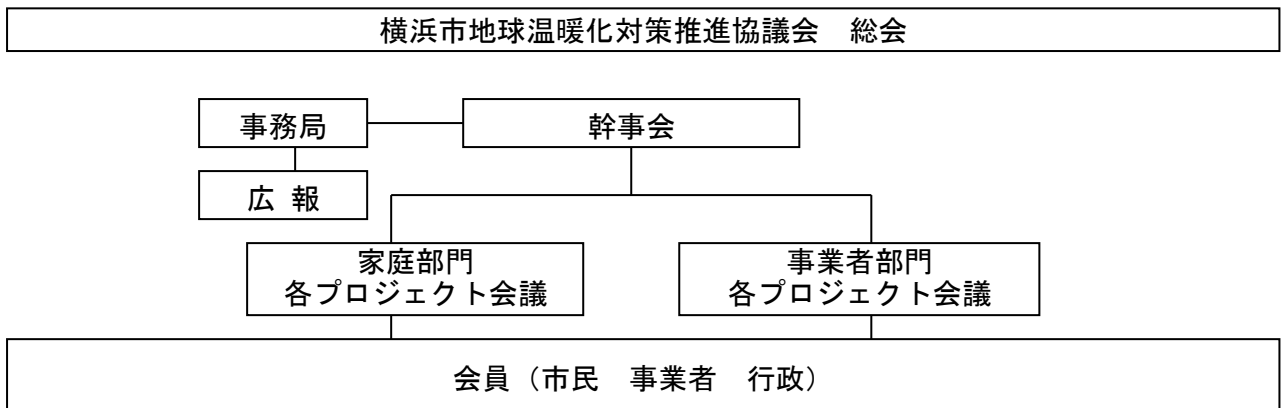 横浜市地球温暖化対策推進協議会　総会
事務局
幹事会
広 報
家庭部門
各プロジェクト会議
事業者部門
各プロジェクト会議
会員（市民　事業者　行政）